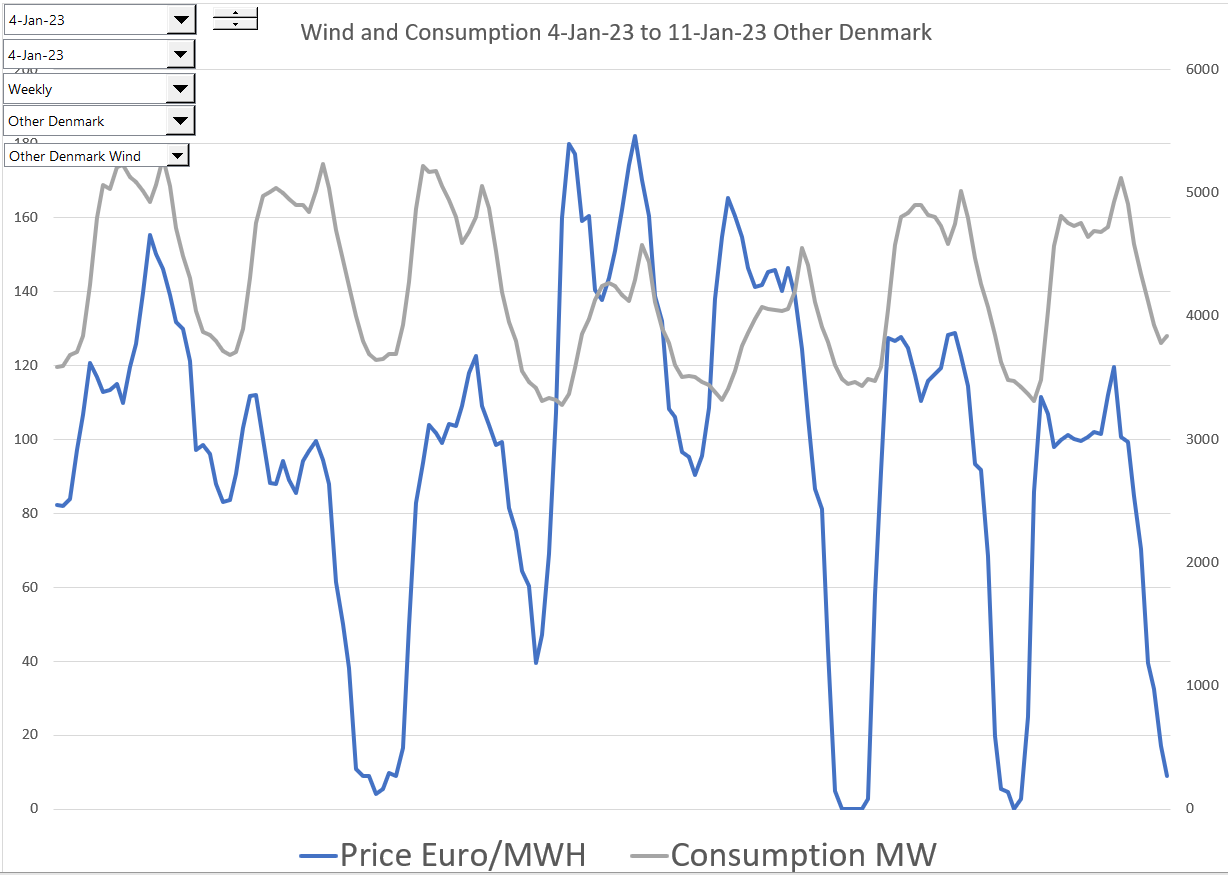 4-Jan-23
Wind and Consumption 4-Jan-23 to 11-Jan-23 Other Denmark
4-Jan-23
200
6000
Weekly
Other Denmark
180
Other Denmark Wind
5000
160
140
4000
120
100
3000
80
2000
60
40
1000
20
0
0
Price Euro/MWH
Consumption MW